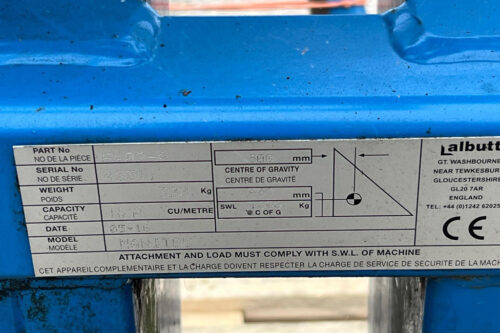 PART No
NO DE LA PIÈCE
SERIAL No
NO DE SÉRIE
WEIGHT
POIDS
Kg
CAPACITY
CAPACITÉ
CU/METRE
DATE
05-16
MODEL
MODÈLE
MANITOU
mm
CENTRE OF GRAVITY
CENTRE DE GRAVITÉ
mm
SWL
Kg
@ C OF G
albutt
GT. WASHBOURNE
NEAR TEWKESBURY
GLOUCESTERSHIRE
GL20 7AR
ENGLAND
TEL: +44 (0)1242 62025
CE
ATTACHMENT AND LOAD MUST COMPLY WITH S.W.L. OF MACHINE
CET APPAREIL COMPLEMENTAIRE ET LA CHARGE DOIVENT RESPECTER LA CHARGE DE SERVICE DE SECURITE DE LA MACHINE